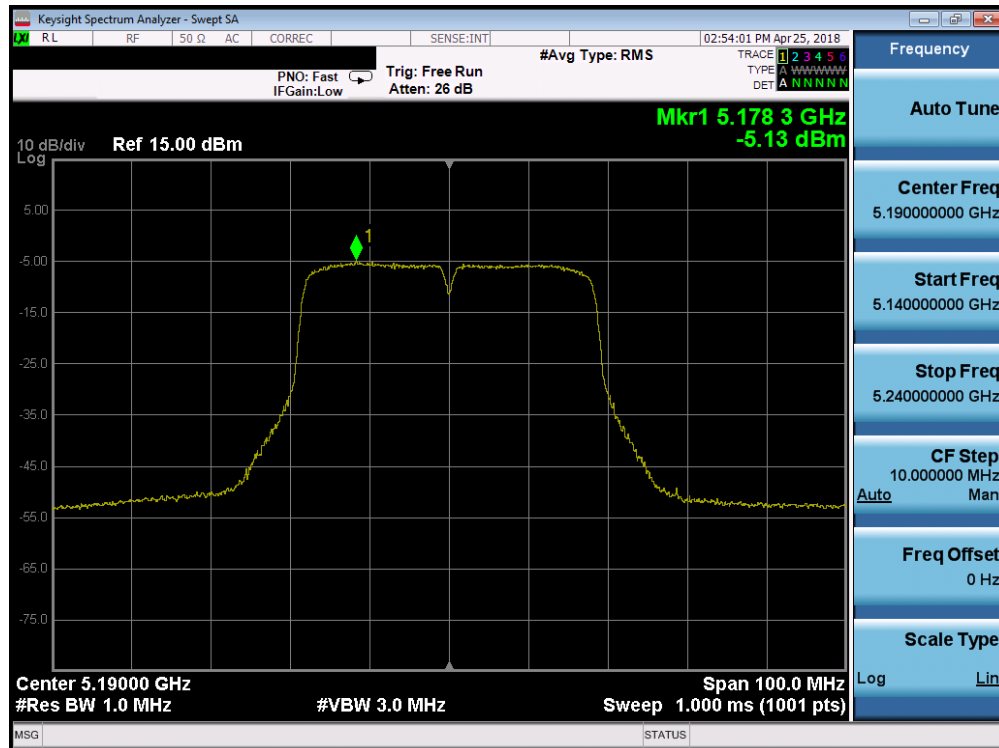 Keysight Spectrum Analyzer - Swept SA
LXI RL RF 50 Ω AC CORREC SENSE:INT 02:54:01 PM Apr 25, 2018
#Avg Type: RMS TRACE 1 2 3 4 5 6
PNO: Fast Trig: Free Run TYPE A WWWWW
IFGain:Low Atten: 26 dB DET A N N N N N
Mkr1 5.178 3 GHz
-5.13 dBm
10 dB/div Ref 15.00 dBm
Log
1
5.00
-5.00
-15.0
-25.0
-35.0
-45.0
-55.0
-65.0
-75.0
Center 5.19000 GHz Span 100.0 MHz
#Res BW 1.0 MHz #VBW 3.0 MHz Sweep 1.000 ms (1001 pts)
MSG STATUS
Frequency
Auto Tune
Center Freq
5.190000000 GHz
Start Freq
5.140000000 GHz
Stop Freq
5.240000000 GHz
CF Step
10.000000 MHz
Auto Man
Freq Offset
0 Hz
Scale Type
Log Lin